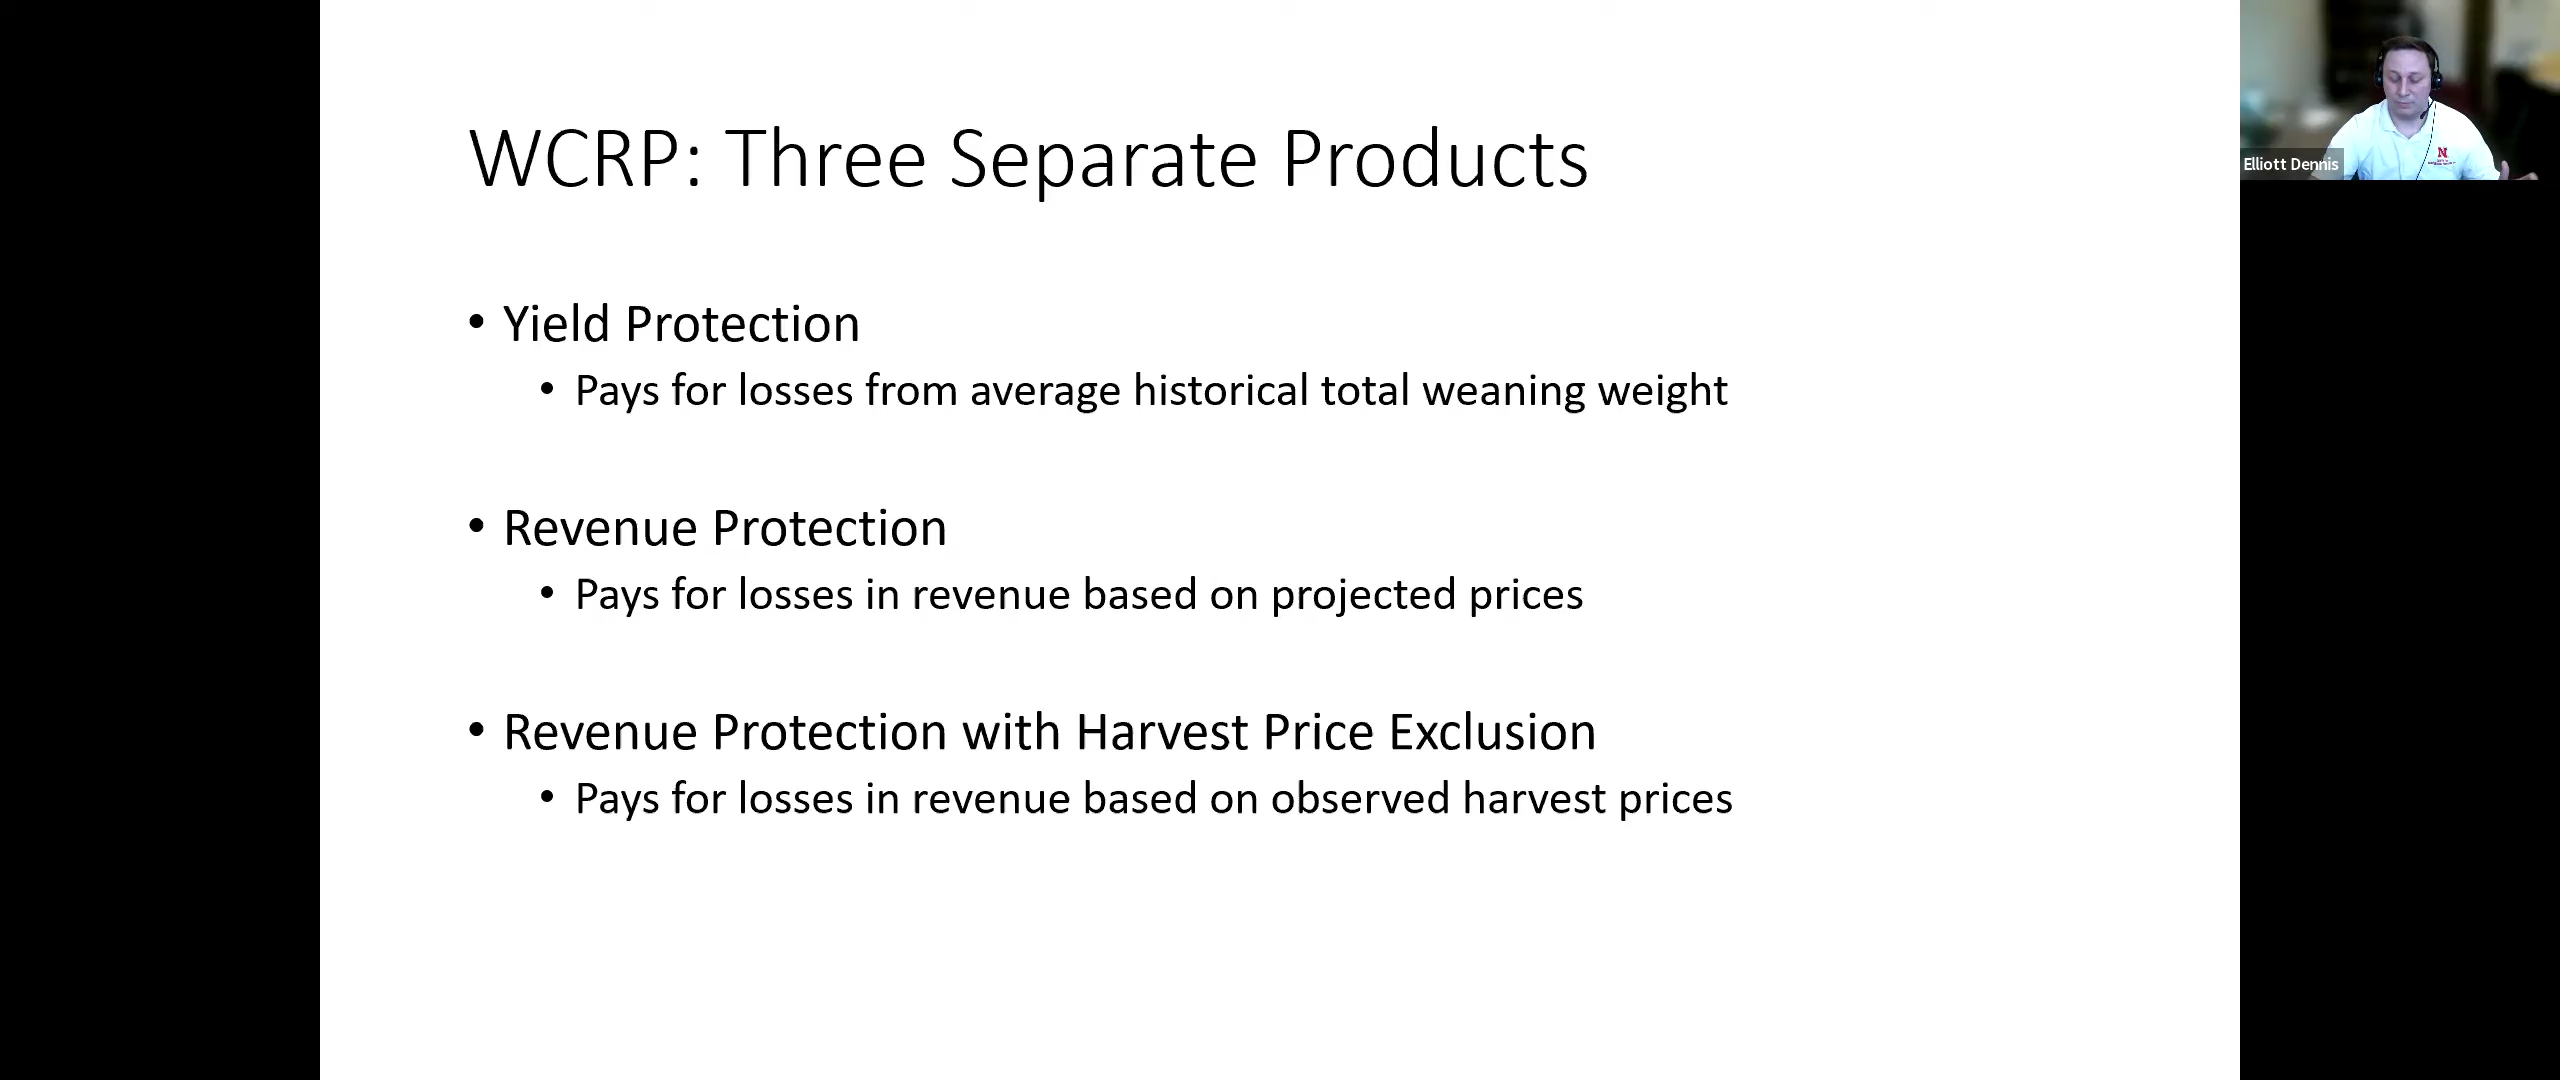 WCRP: Three Separate Products
• Yield Protection
• Pays for losses from average historical total weaning weight
• Revenue Protection
• Pays for losses in revenue based on projected prices
• Revenue Protection with Harvest Price Exclusion
• Pays for losses in revenue based on observed harvest prices
Elliott Dennis
N